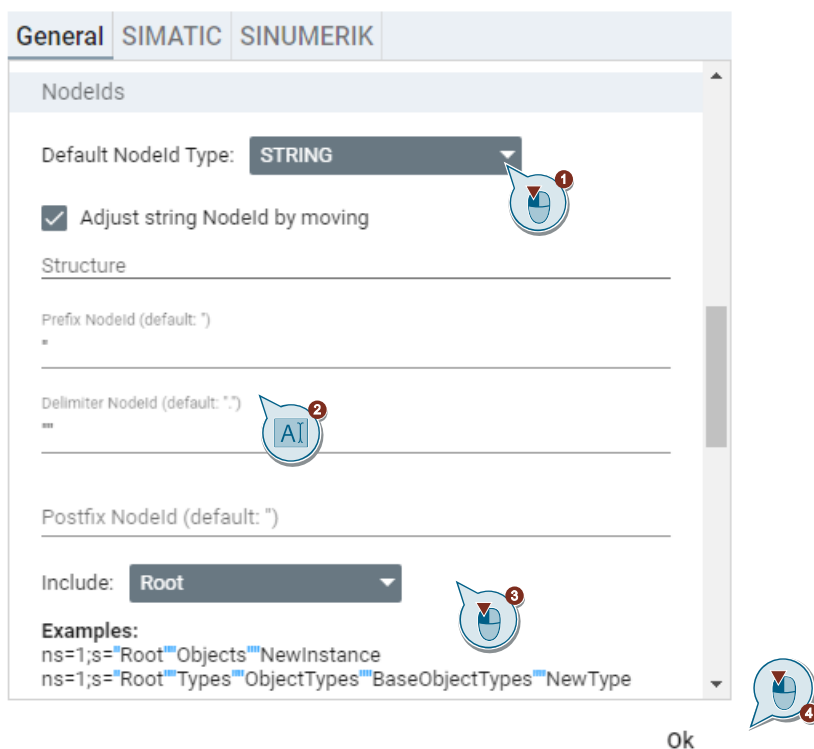 General SIMATIC SINUMERIK
NodeIds
Default NodeId Type: STRING
1
Adjust string NodeId by moving
Structure
Prefix NodeId (default: ")
"
Delimiter NodeId (default: ".")
""
2
AI
Postfix NodeId (default: ")
Include: Root
3
Examples:
ns=1;s="Root""Objects""NewInstance
ns=1;s="Root""Types""ObjectTypes""BaseObjectTypes""NewType
4
Ok